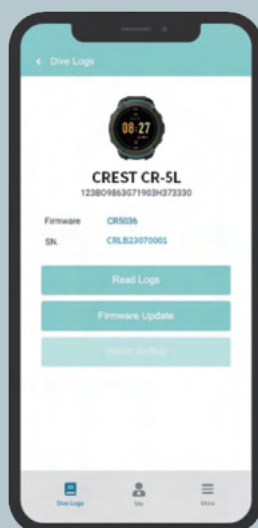 < Dive Logs
08:27
CREST CR-5L
123BO9863G71903H373330
Firmware CR5036
SN. CRLB23070001
Read Logs
Firmware Update
Dive Logs
Me
More